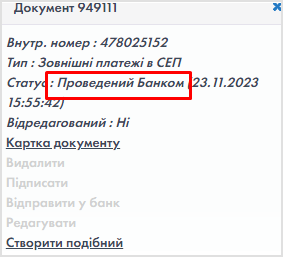 Документ 949111
Внутр. номер : 478025152
Тип : Зовнішні платежі в СЕП
Статус : Проведений Банком (23.11.2023
15:55:42)
Відредагований : Ні
Картка документу
Видалити
Підписати
Відправити у банк
Редагувати
Створити подібний